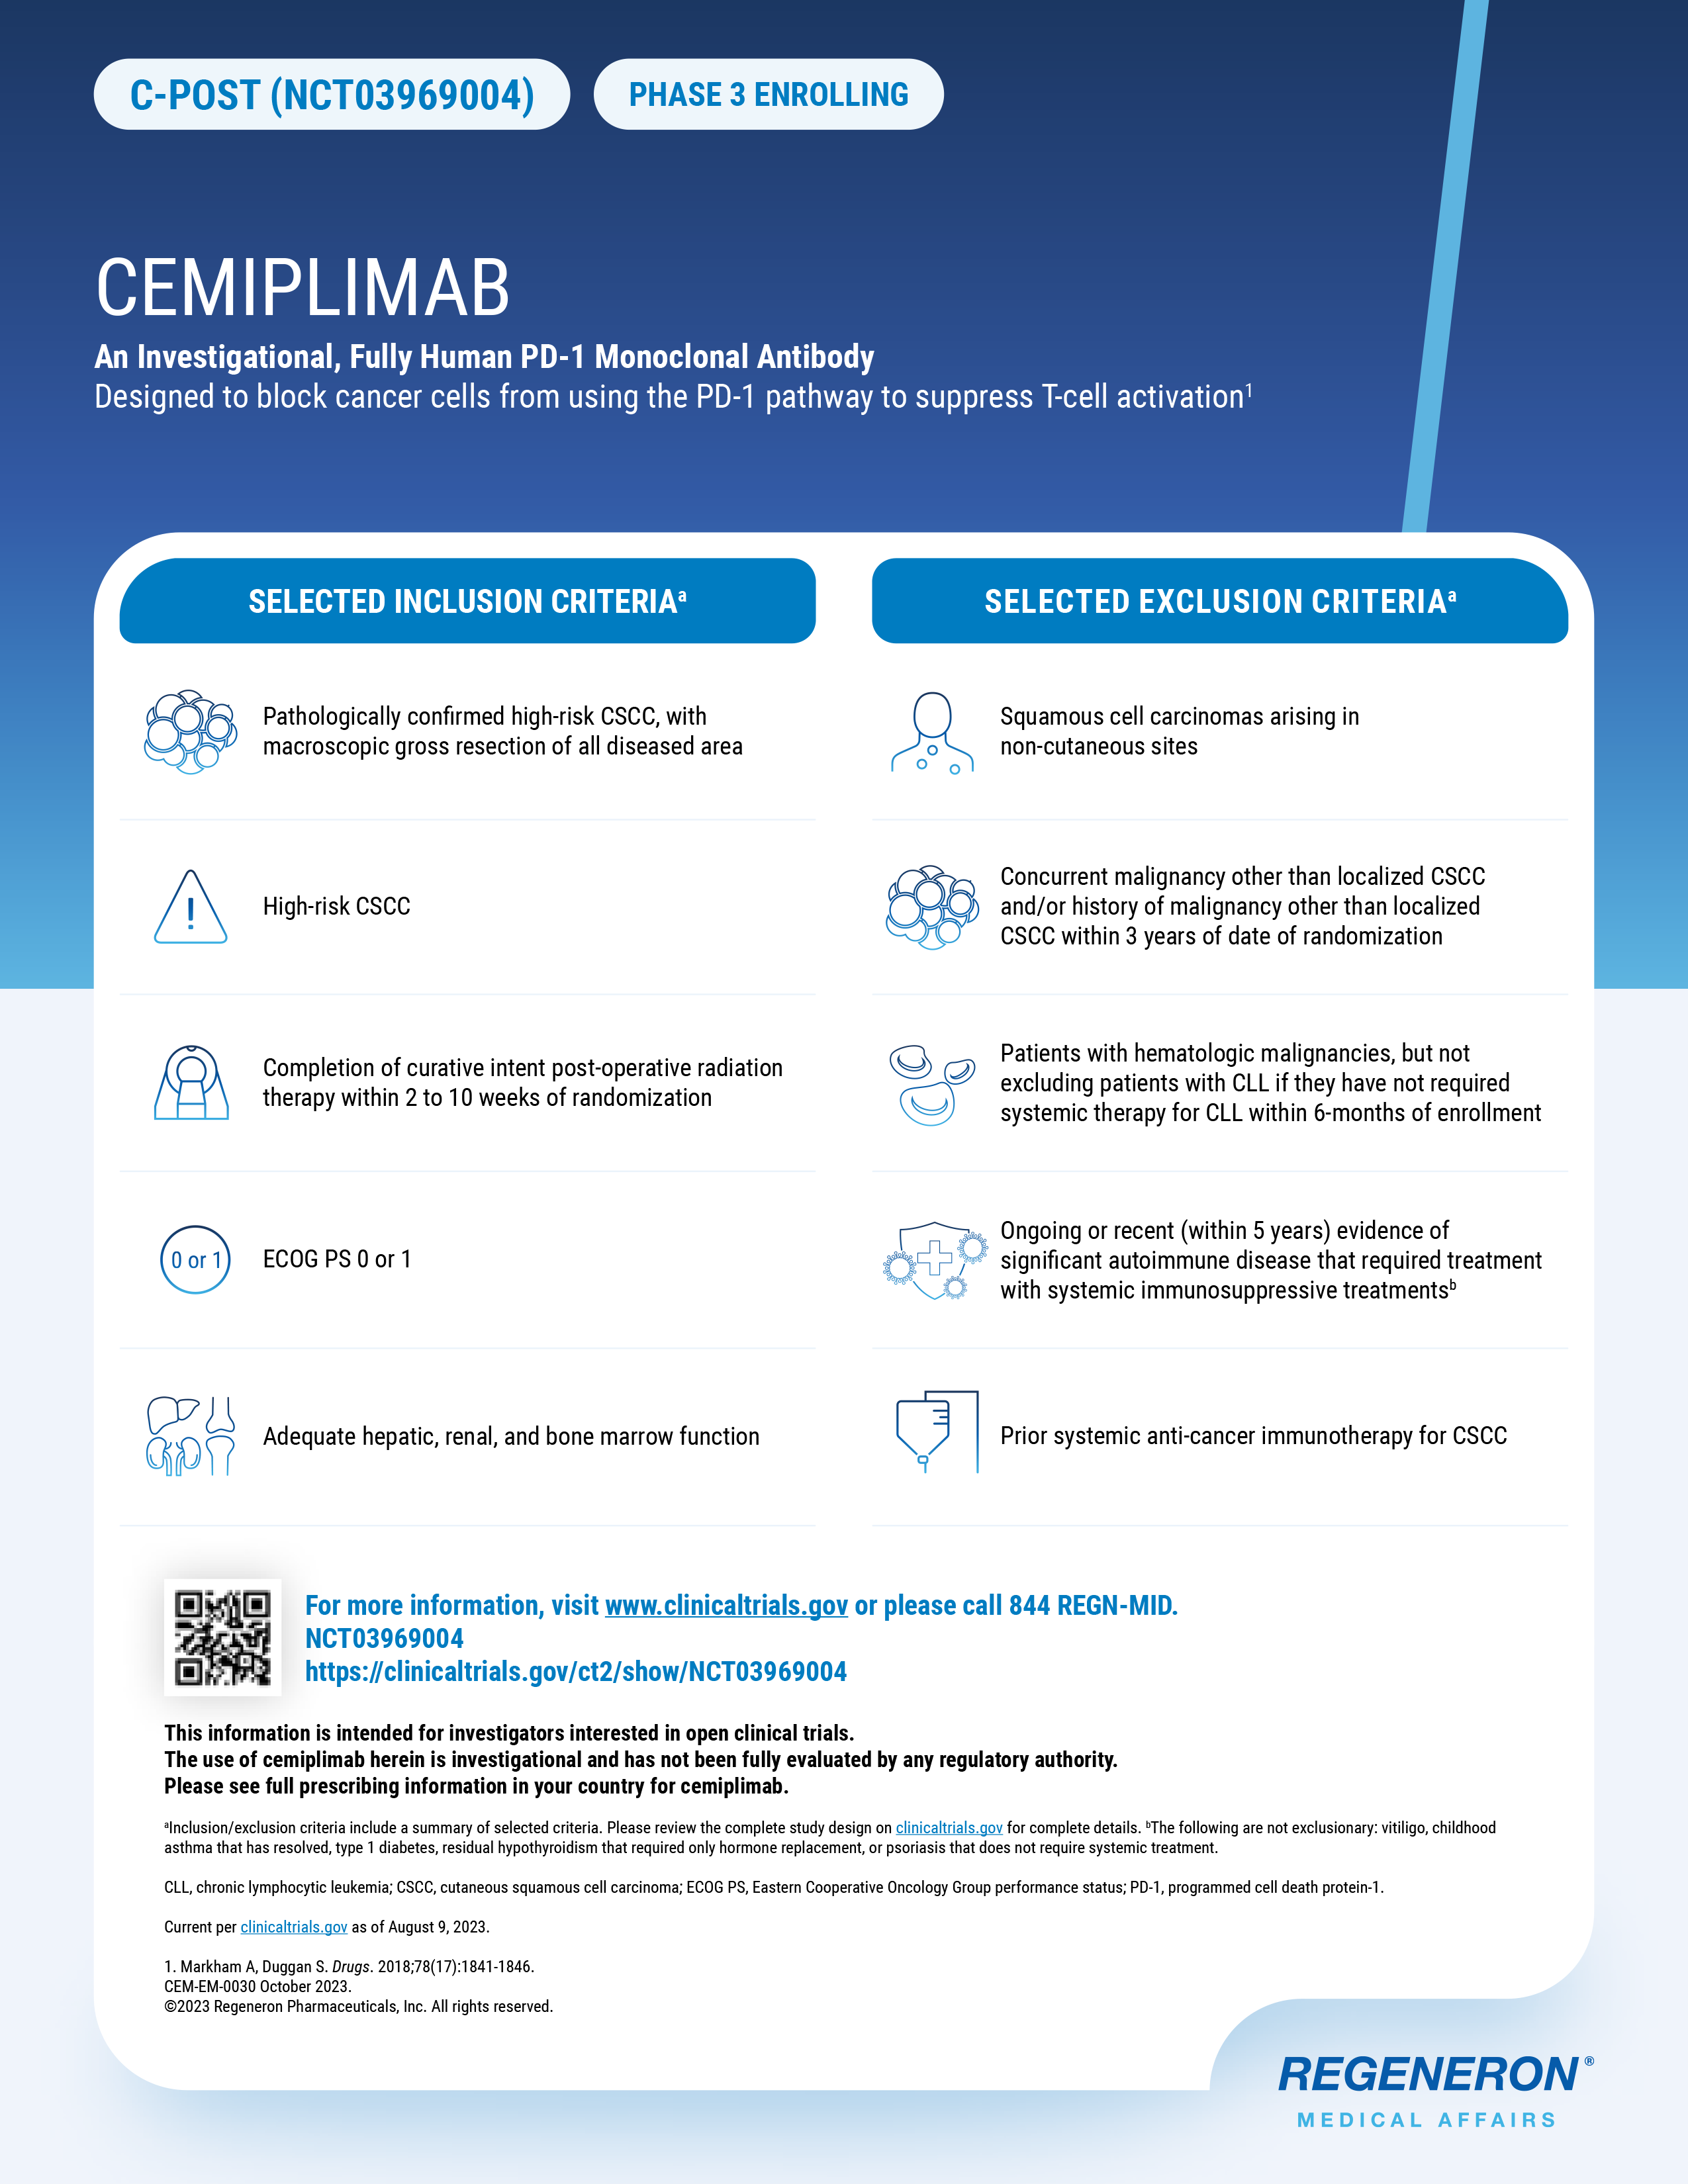 C-POST (NCT03969004)
PHASE 3 ENROLLING
CEMIPLIMAB
An Investigational, Fully Human PD-1 Monoclonal Antibody
Designed to block cancer cells from using the PD-1 pathway to suppress T-cell activation¹
SELECTED INCLUSION CRITERIAᵃ
Pathologically confirmed high-risk CSCC, with
macroscopic gross resection of all diseased area
!
High-risk CSCC
Completion of curative intent post-operative radiation
therapy within 2 to 10 weeks of randomization
0 or 1
ECOG PS 0 or 1
Adequate hepatic, renal, and bone marrow function
SELECTED EXCLUSION CRITERIAᵃ
Squamous cell carcinomas arising in
non-cutaneous sites
Concurrent malignancy other than localized CSCC
and/or history of malignancy other than localized
CSCC within 3 years of date of randomization
Patients with hematologic malignancies, but not
excluding patients with CLL if they have not required
systemic therapy for CLL within 6-months of enrollment
Ongoing or recent (within 5 years) evidence of
significant autoimmune disease that required treatment
with systemic immunosuppressive treatmentsᵇ
Prior systemic anti-cancer immunotherapy for CSCC
For more information, visit www.clinicaltrials.gov or please call 844 REGN-MID.
NCT03969004
https://clinicaltrials.gov/ct2/show/NCT03969004
This information is intended for investigators interested in open clinical trials.
The use of cemiplimab herein is investigational and has not been fully evaluated by any regulatory authority.
Please see full prescribing information in your country for cemiplimab.
ᵃInclusion/exclusion criteria include a summary of selected criteria. Please review the complete study design on clinicaltrials.gov for complete details. ᵇThe following are not exclusionary: vitiligo, childhood
asthma that has resolved, type 1 diabetes, residual hypothyroidism that required only hormone replacement, or psoriasis that does not require systemic treatment.
CLL, chronic lymphocytic leukemia; CSCC, cutaneous squamous cell carcinoma; ECOG PS, Eastern Cooperative Oncology Group performance status; PD-1, programmed cell death protein-1.
Current per clinicaltrials.gov as of August 9, 2023.
1. Markham A, Duggan S. Drugs. 2018;78(17):1841-1846.
CEM-EM-0030 October 2023.
©2023 Regeneron Pharmaceuticals, Inc. All rights reserved.
REGENERON®
MEDICAL AFFAIRS